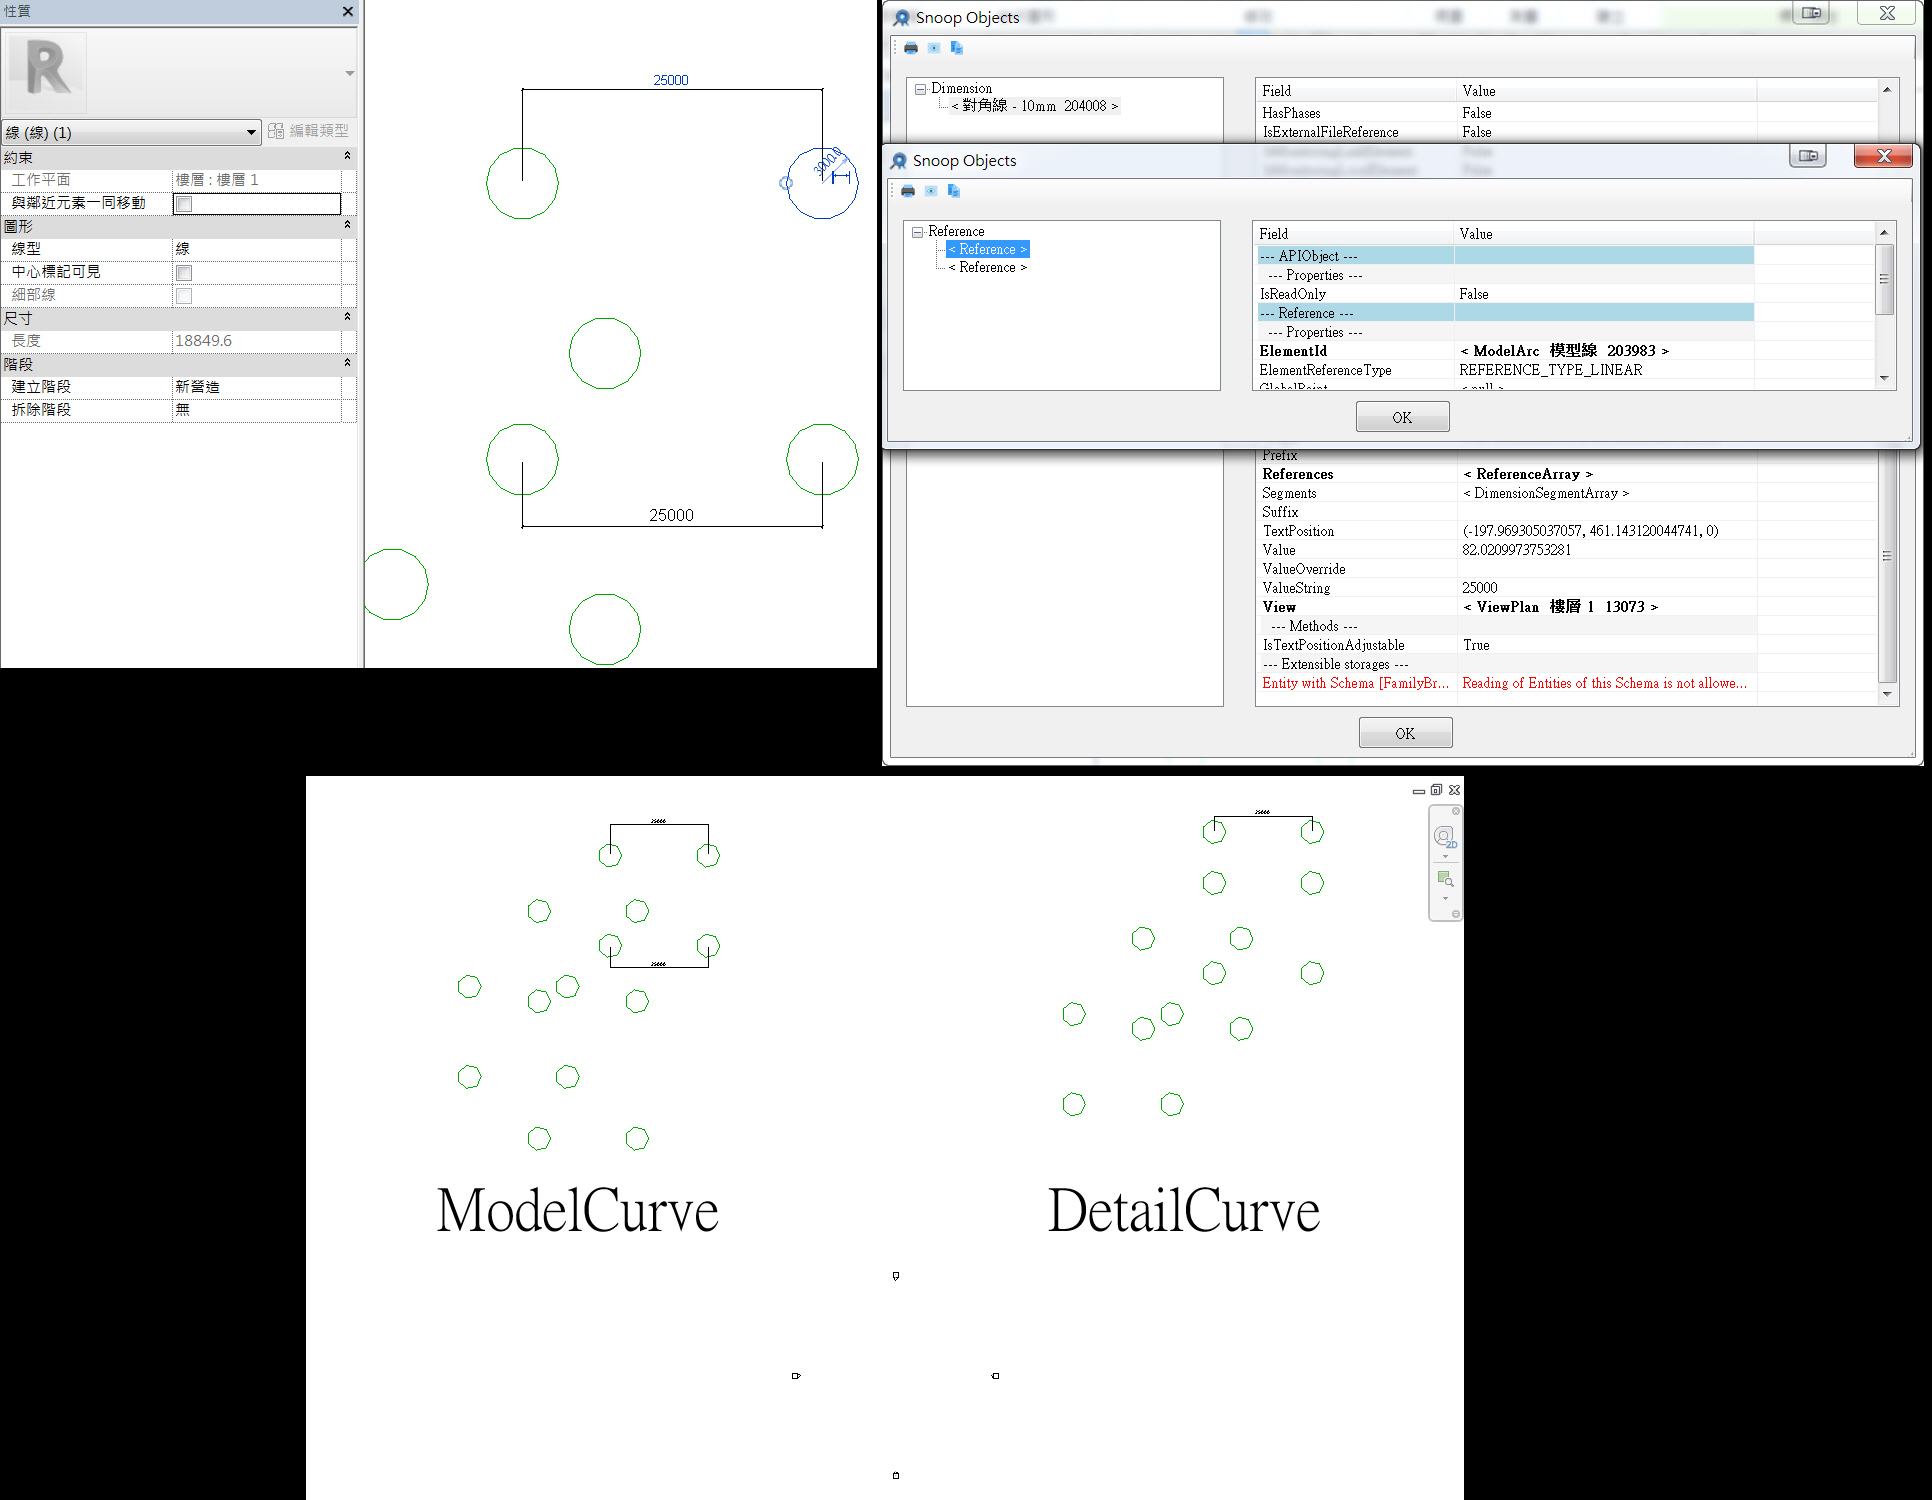 性質
R
線 (線) (1)
編輯類型
約束
工作平面 樓層 : 樓層 1
與鄰近元素一同移動
圖形
線型 線
中心標記可見
細部線
尺寸
長度 18849.6
階段
建立階段 新營造
拆除階段 無
25000
3000.0
25000
Snoop Objects
Dimension
< 對角線 - 10mm 204008 >
Field Value
HasPhases False
IsExternalFileReference False
Snoop Objects
Reference
< Reference >
< Reference >
Field Value
--- APIObject ---
--- Properties ---
IsReadOnly False
--- Reference ---
--- Properties ---
ElementId < ModelArc 模型線 203983 >
ElementReferenceType REFERENCE_TYPE_LINEAR
GlobalPoint < null >
OK
Prefix
References < ReferenceArray >
Segments < DimensionSegmentArray >
Suffix
TextPosition (-197.969305037057, 461.143120044741, 0)
Value 82.0209973753281
ValueOverride
ValueString 25000
View < ViewPlan 樓層 1 13073 >
--- Methods ---
IsTextPositionAdjustable True
--- Extensible storages ---
Entity with Schema [FamilyBr... Reading of Entities of this Schema is not allowe...
OK
25000
25000
25000
2D
ModelCurve
DetailCurve